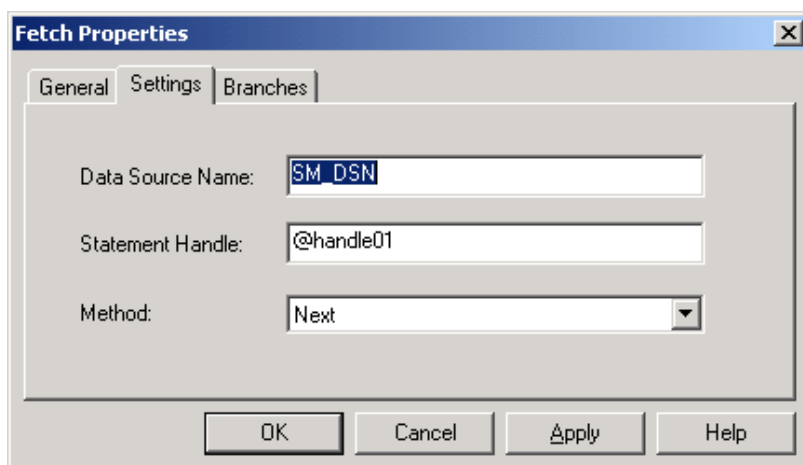 Fetch Properties
General Settings Branches
Data Source Name: SM_DSN
Statement Handle: @handle01
Method: Next
OK Cancel Apply Help